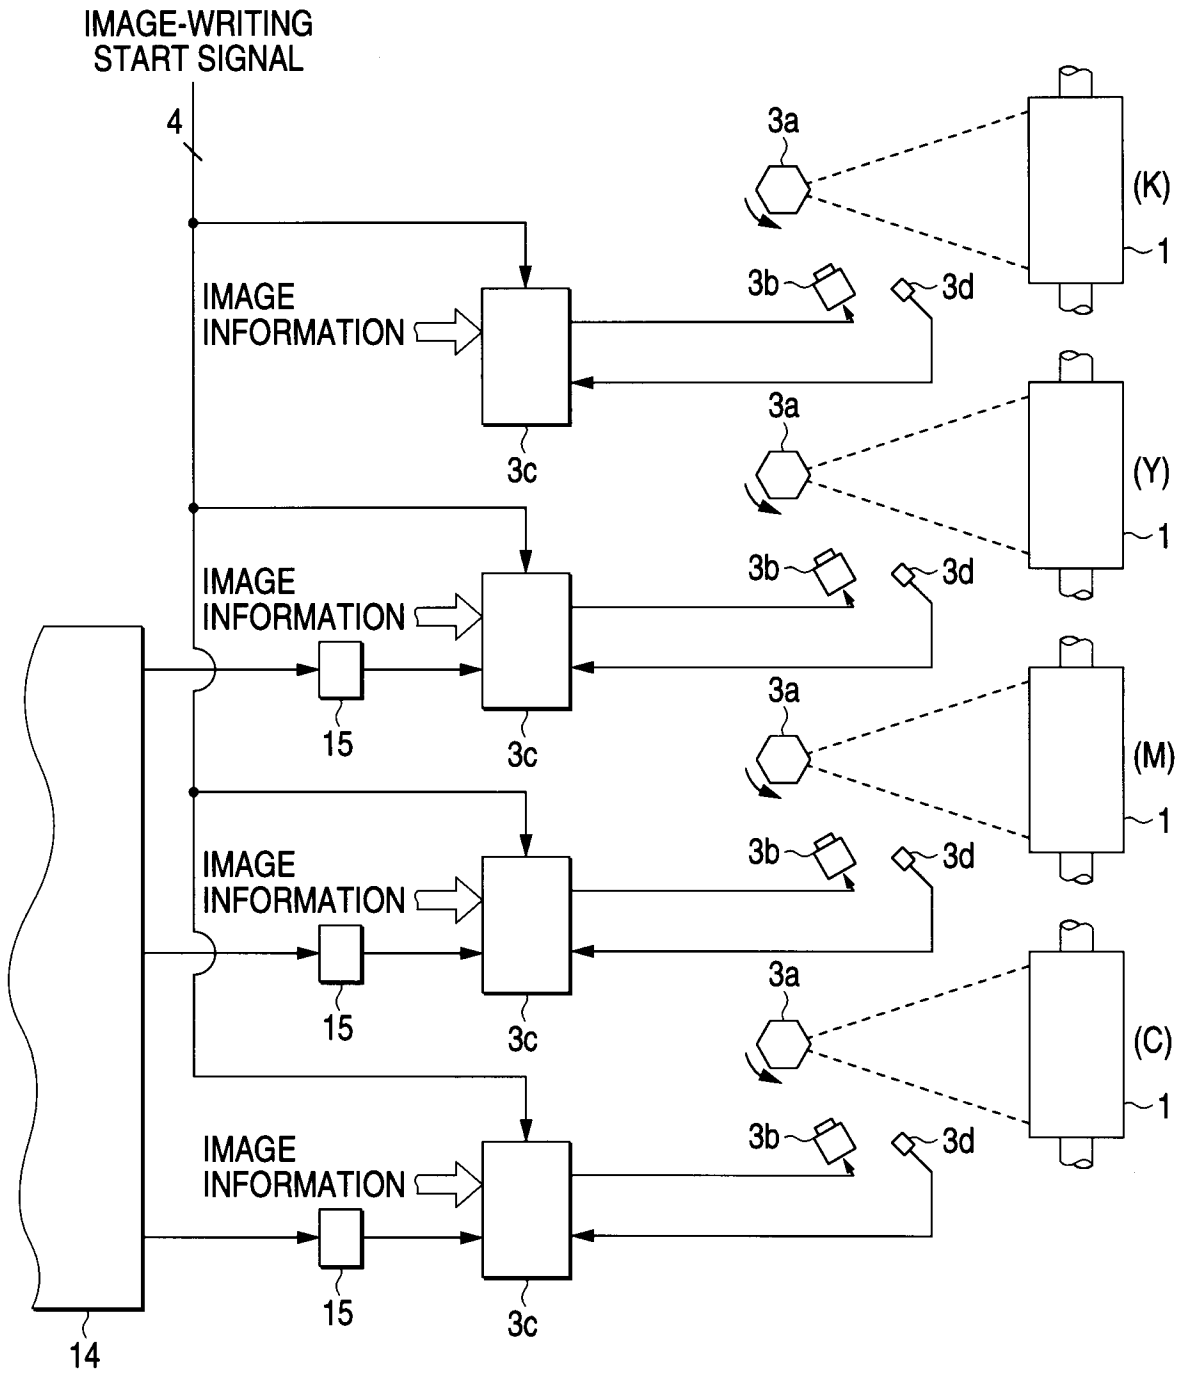 IMAGE-WRITING
START SIGNAL
4
3a
(K)
1
IMAGE
INFORMATION
3b
3d
3c
3a
(Y)
1
IMAGE
INFORMATION
3b
3d
15
3c
3a
(M)
1
IMAGE
INFORMATION
3b
3d
15
3c
3a
(C)
1
IMAGE
INFORMATION
3b
3d
15
3c
14